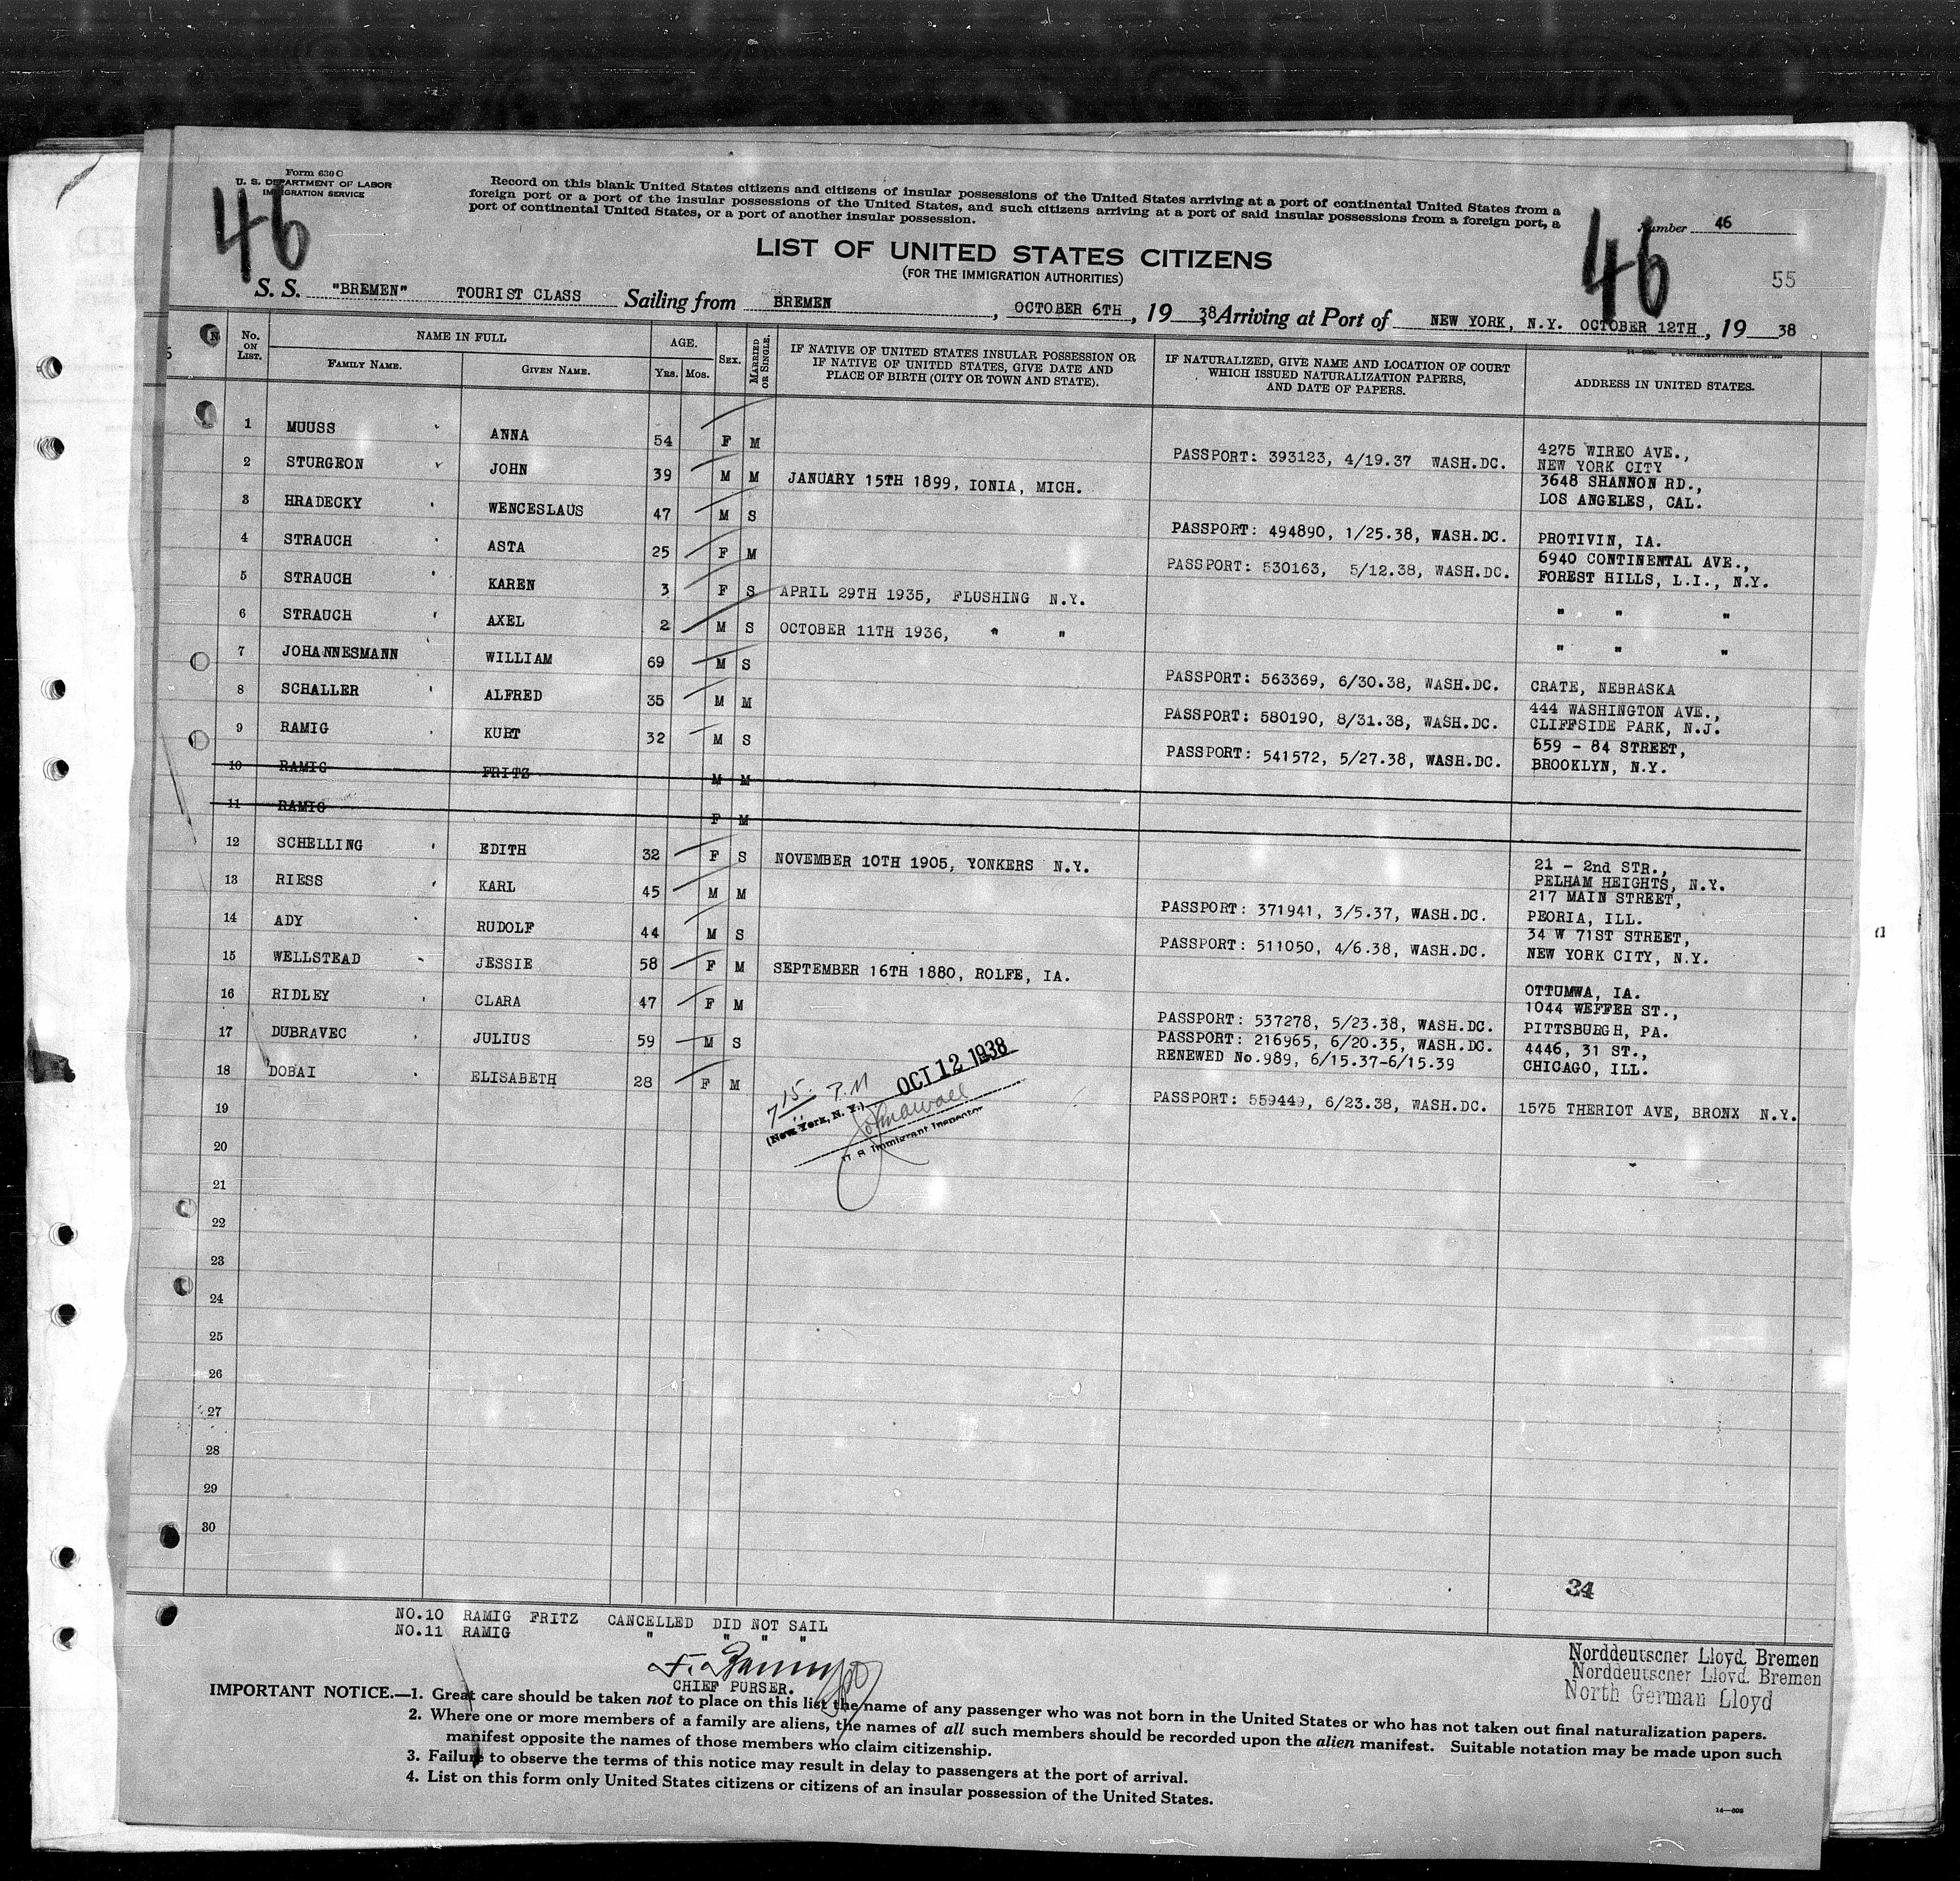 Form 630 C
U. S. DEPARTMENT OF LABOR
IMMIGRATION SERVICE
46
Record on this blank United States citizens and citizens of insular possessions of the United States arriving at a port of continental United States from a
foreign port or a port of the insular possessions of the United States, and such citizens arriving at a port of said insular possessions from a foreign port, a
port of continental United States, or a port of another insular possession.
46
Number 46
55
LIST OF UNITED STATES CITIZENS
(FOR THE IMMIGRATION AUTHORITIES)
S. S. "BREMEN" TOURIST CLASS Sailing from BREMEN, OCTOBER 6TH, 19 38, Arriving at Port of NEW YORK, N.Y. OCTOBER 12TH, 19 38
No. ON LIST. NAME IN FULL FAMILY NAME. GIVEN NAME. AGE. YRS. MOS. SEX. MARRIED OR SINGLE. IF NATIVE OF UNITED STATES INSULAR POSSESSION OR IF NATIVE OF UNITED STATES, GIVE DATE AND PLACE OF BIRTH (CITY OR TOWN AND STATE). IF NATURALIZED, GIVE NAME AND LOCATION OF COURT WHICH ISSUED NATURALIZATION PAPERS, AND DATE OF PAPERS. ADDRESS IN UNITED STATES.
1 MUUSS ANNA 54 F M PASSPORT: 393123, 4/19.37 WASH.DC. 4275 WIREO AVE., NEW YORK CITY
2 STURGEON JOHN 39 M M JANUARY 15TH 1899, IONIA, MICH. 3648 SHANNON RD., LOS ANGELES, CAL.
3 HRADECKY WENCESLAUS 47 M S PASSPORT: 494890, 1/25.38, WASH.DC. PROTIVIN, IA.
4 STRAUCH ASTA 25 F M PASSPORT: 530163, 5/12.38, WASH.DC. 6940 CONTINENTAL AVE., FOREST HILLS, L.I., N.Y.
5 STRAUCH KAREN 3 F S APRIL 29TH 1935, FLUSHING N.Y. " " "
6 STRAUCH AXEL 2 M S OCTOBER 11TH 1936, " " " " "
7 JOHANNESMANN WILLIAM 69 M S PASSPORT: 563369, 6/30.38, WASH.DC. CRATE, NEBRASKA
8 SCHALLER ALFRED 35 M M PASSPORT: 580190, 8/31.38, WASH.DC. 444 WASHINGTON AVE., CLIFFSIDE PARK, N.J.
9 RAMIG KURT 32 M S PASSPORT: 541572, 5/27.38, WASH.DC. 659 - 84 STREET, BROOKLYN, N.Y.
10 RAMIG FRITZ M M
11 RAMIG F M
12 SCHELLING EDITH 32 F S NOVEMBER 10TH 1905, YONKERS N.Y. 21 - 2nd STR., PELHAM HEIGHTS, N.Y.
13 RIESS KARL 45 M M PASSPORT: 371941, 3/5.37, WASH.DC. 217 MAIN STREET, PEORIA, ILL.
14 ADY RUDOLF 44 M S PASSPORT: 511050, 4/6.38, WASH.DC. 34 W 71ST STREET, NEW YORK CITY, N.Y.
15 WELLSTEAD JESSIE 58 F M SEPTEMBER 16TH 1880, ROLFE, IA. OTTUMWA, IA.
16 RIDLEY CLARA 47 F M PASSPORT: 537278, 5/23.38, WASH.DC. 1044 WEFFER ST., PITTSBURGH, PA.
17 DUBRAVEC JULIUS 59 M S PASSPORT: 216965, 6/20.35, WASH.DC. RENEWED No.989, 6/15.37-6/15.39 4446, 31 ST., CHICAGO, ILL.
18 DOBAI ELISABETH 28 F M PASSPORT: 559449, 6/23.38, WASH.DC. 1575 THERIOT AVE, BRONX N.Y.
7 15 P.M OCT 12 1938
(New York, N. Y.)
U. S. Immigrant Inspector
19
20
21
22
23
24
25
26
27
28
29
30
34
NO.10 RAMIG FRITZ CANCELLED DID NOT SAIL
NO.11 RAMIG " " " "
CHIEF PURSER.
Norddeutscher Lloyd Bremen
Norddeutscher Lloyd Bremen
North German Lloyd
IMPORTANT NOTICE.—1. Great care should be taken not to place on this list the name of any passenger who was not born in the United States or who has not taken out final naturalization papers.
2. Where one or more members of a family are aliens, the names of all such members should be recorded upon the alien manifest. Suitable notation may be made upon such
manifest opposite the names of those members who claim citizenship.
3. Failure to observe the terms of this notice may result in delay to passengers at the port of arrival.
4. List on this form only United States citizens or citizens of an insular possession of the United States.